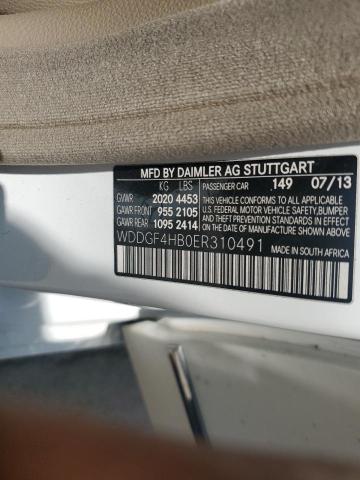 MFD BY DAIMLER AG STUTTGART
KG LBS PASSENGER CAR 149 07/13
GVWR 2020 4453 THIS VEHICLE CONFORMS TO ALL APPLICABLE
GAWR FRONT 955 2105 U.S. FEDERAL MOTOR VEHICLE SAFETY, BUMPER
GAWR REAR 1095 2414 AND THEFT PREVENTION STANDARDS IN EFFECT
ON THE DATE OF MANUFACTURE SHOWN ABOVE
WDDGF4HB0ER310491 MADE IN SOUTH AFRICA